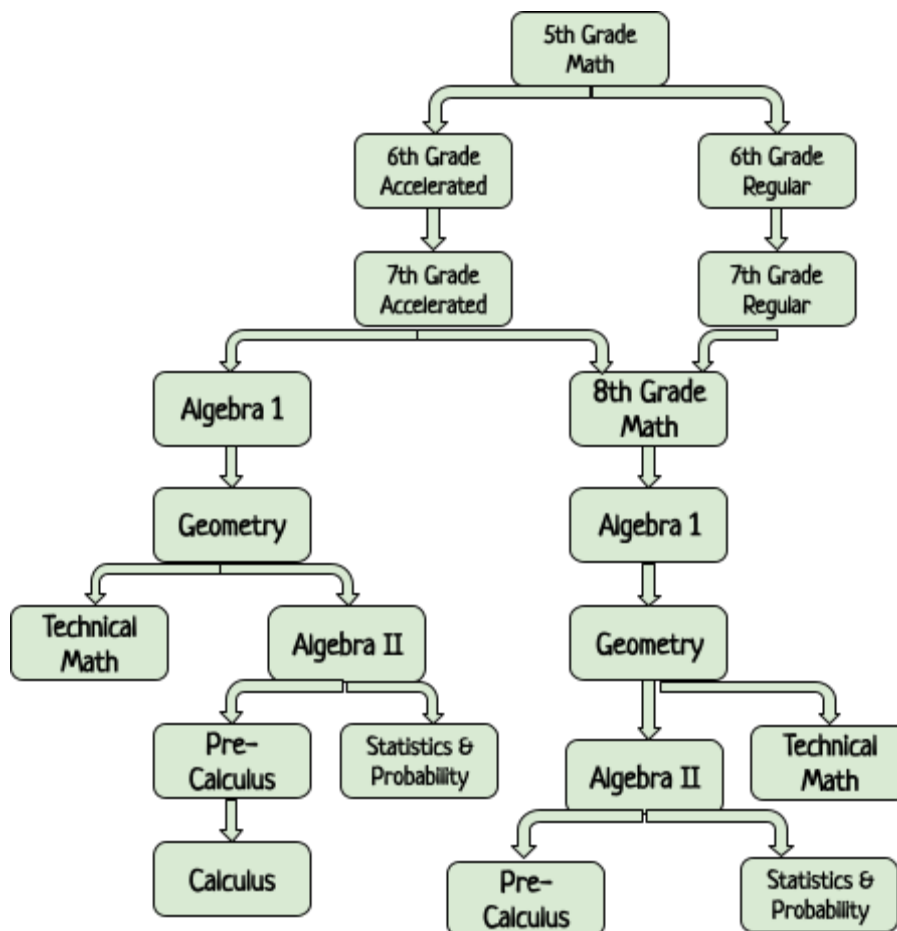 5th Grade
Math
6th Grade
Accelerated
6th Grade
Regular
7th Grade
Accelerated
7th Grade
Regular
Algebra 1
8th Grade
Math
Geometry
Algebra 1
Technical
Math
Algebra II
Geometry
Pre-
Calculus
Statistics &
Probability
Algebra II
Technical
Math
Calculus
Pre-
Calculus
Statistics &
Probability